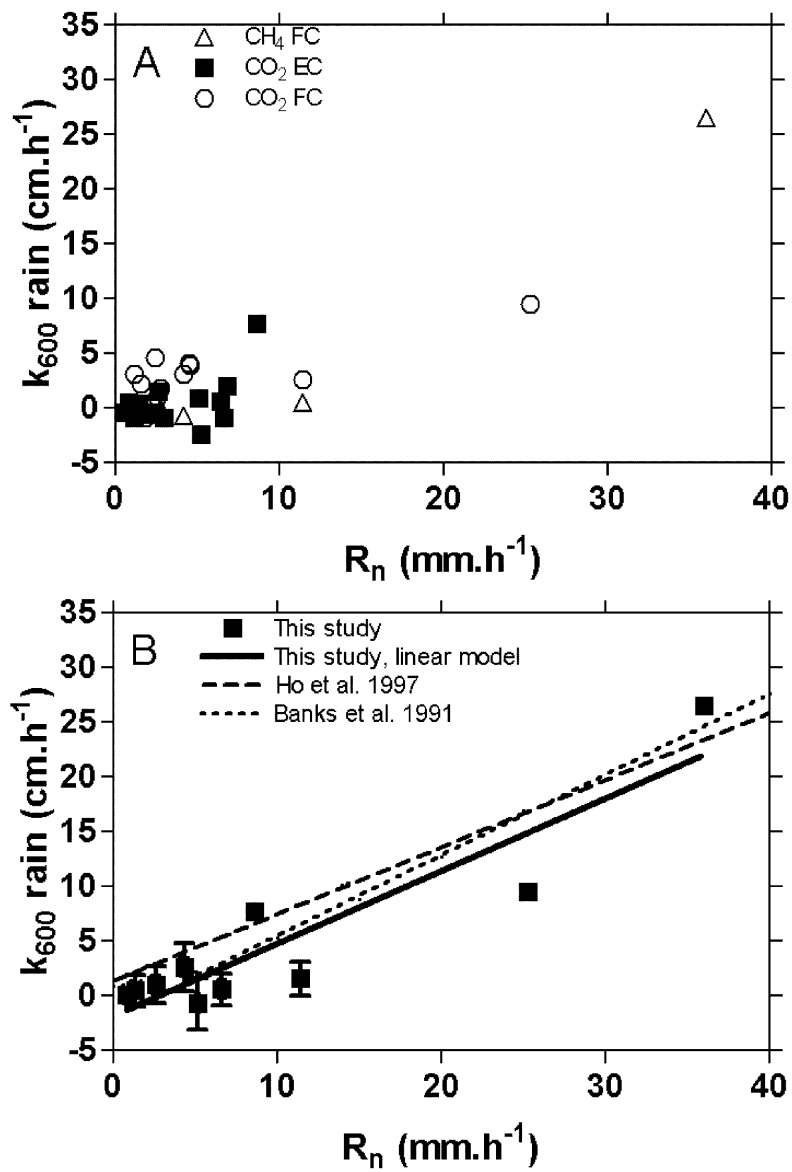 A
CH₄ FC
CO₂ EC
CO₂ FC
35
30
25
20
15
10
5
0
-5
k₆₀₀ rain (cm.h⁻¹)
0 10 20 30 40
Rₙ (mm.h⁻¹)
B
This study
This study, linear model
Ho et al. 1997
Banks et al. 1991
35
30
25
20
15
10
5
0
-5
k₆₀₀ rain (cm.h⁻¹)
0 10 20 30 40
Rₙ (mm.h⁻¹)